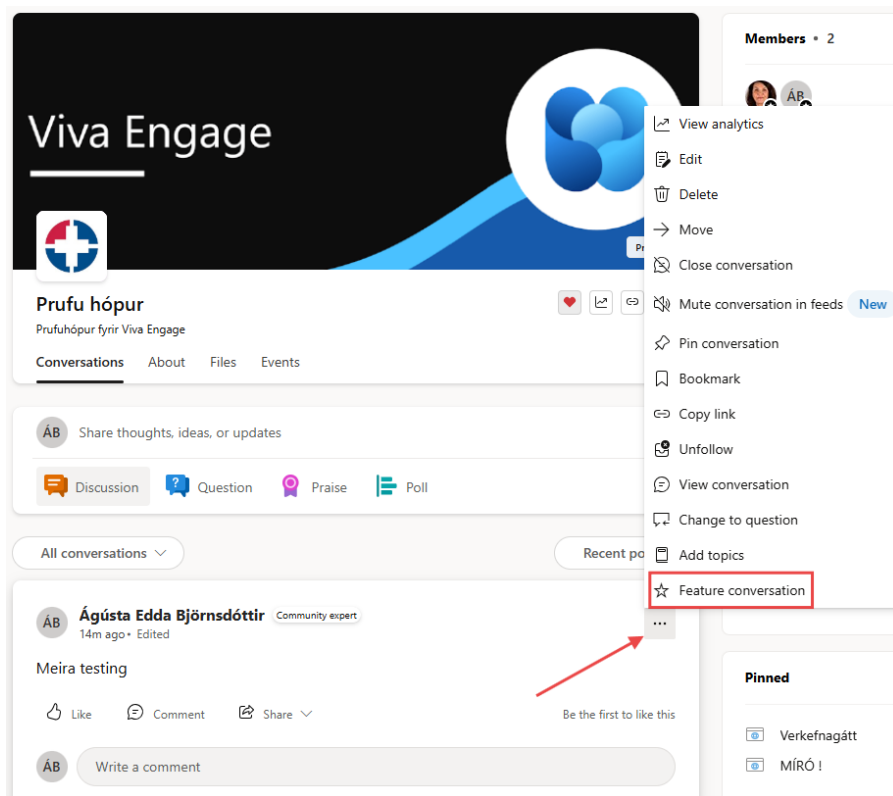 Viva Engage
Members • 2
ÁB
View analytics
Edit
Delete
Move
Close conversation
Mute conversation in feeds New
Pin conversation
Bookmark
Copy link
Unfollow
View conversation
Change to question
Add topics
Feature conversation
Prufu hópur
Prufuhópur fyrir Viva Engage
Conversations About Files Events
ÁB Share thoughts, ideas, or updates
Discussion Question Praise Poll
All conversations
Recent po
ÁB Ágústa Edda Björnsdóttir Community expert
14m ago • Edited
Meira testing
Like Comment Share Be the first to like this
ÁB Write a comment
Pinned
Verkefnagátt
MÍRÓ !